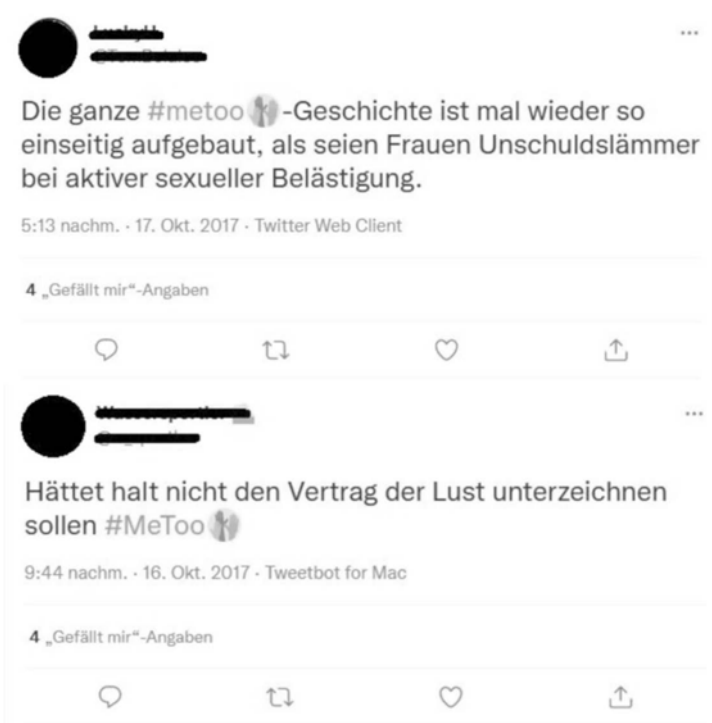 Die ganze #metoo-Geschichte ist mal wieder so
einseitig aufgebaut, als seien Frauen Unschuldslämmer
bei aktiver sexueller Belästigung.
5:13 nachm. · 17. Okt. 2017 · Twitter Web Client
4 „Gefällt mir“-Angaben
Hättet halt nicht den Vertrag der Lust unterzeichnen
sollen #MeToo
9:44 nachm. · 16. Okt. 2017 · Tweetbot for Mac
4 „Gefällt mir“-Angaben